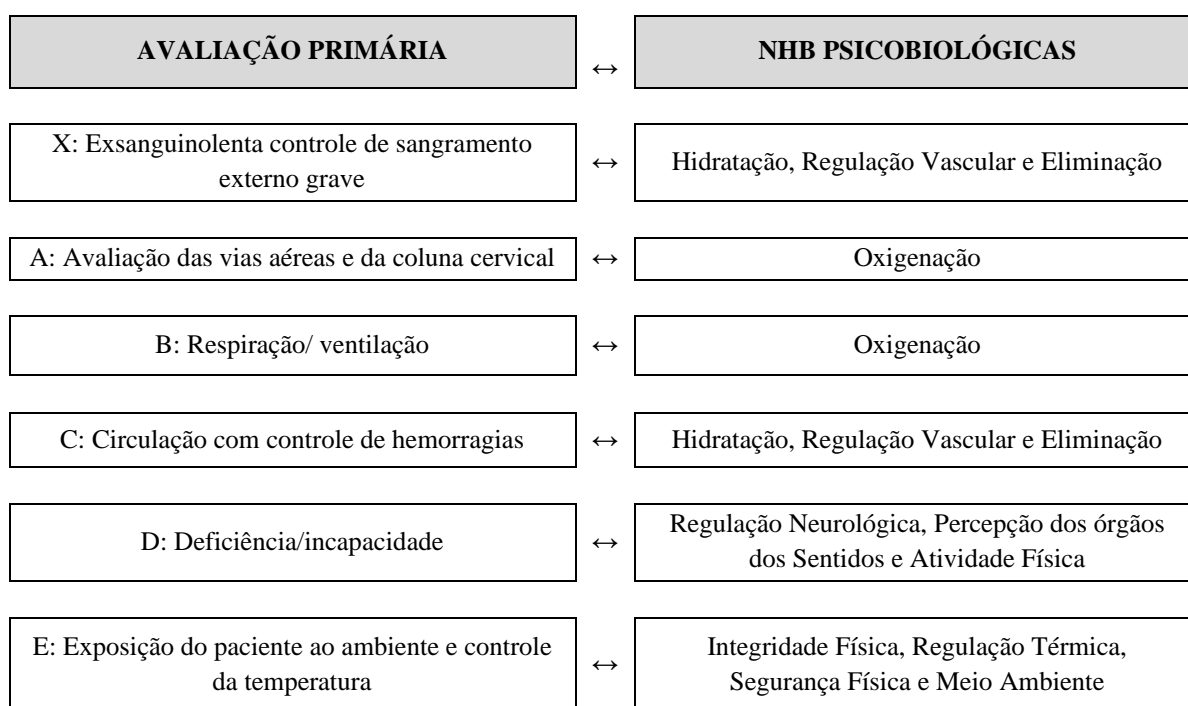 AVALIAÇÃO PRIMÁRIA
↔
NHB PSICOBIOLÓGICAS
X: Exsanguinolenta controle de sangramento
externo grave
↔
Hidratação, Regulação Vascular e Eliminação
A: Avaliação das vias aéreas e da coluna cervical
↔
Oxigenação
B: Respiração/ ventilação
↔
Oxigenação
C: Circulação com controle de hemorragias
↔
Hidratação, Regulação Vascular e Eliminação
D: Deficiência/incapacidade
↔
Regulação Neurológica, Percepção dos órgãos
dos Sentidos e Atividade Física
E: Exposição do paciente ao ambiente e controle
da temperatura
↔
Integridade Física, Regulação Térmica,
Segurança Física e Meio Ambiente